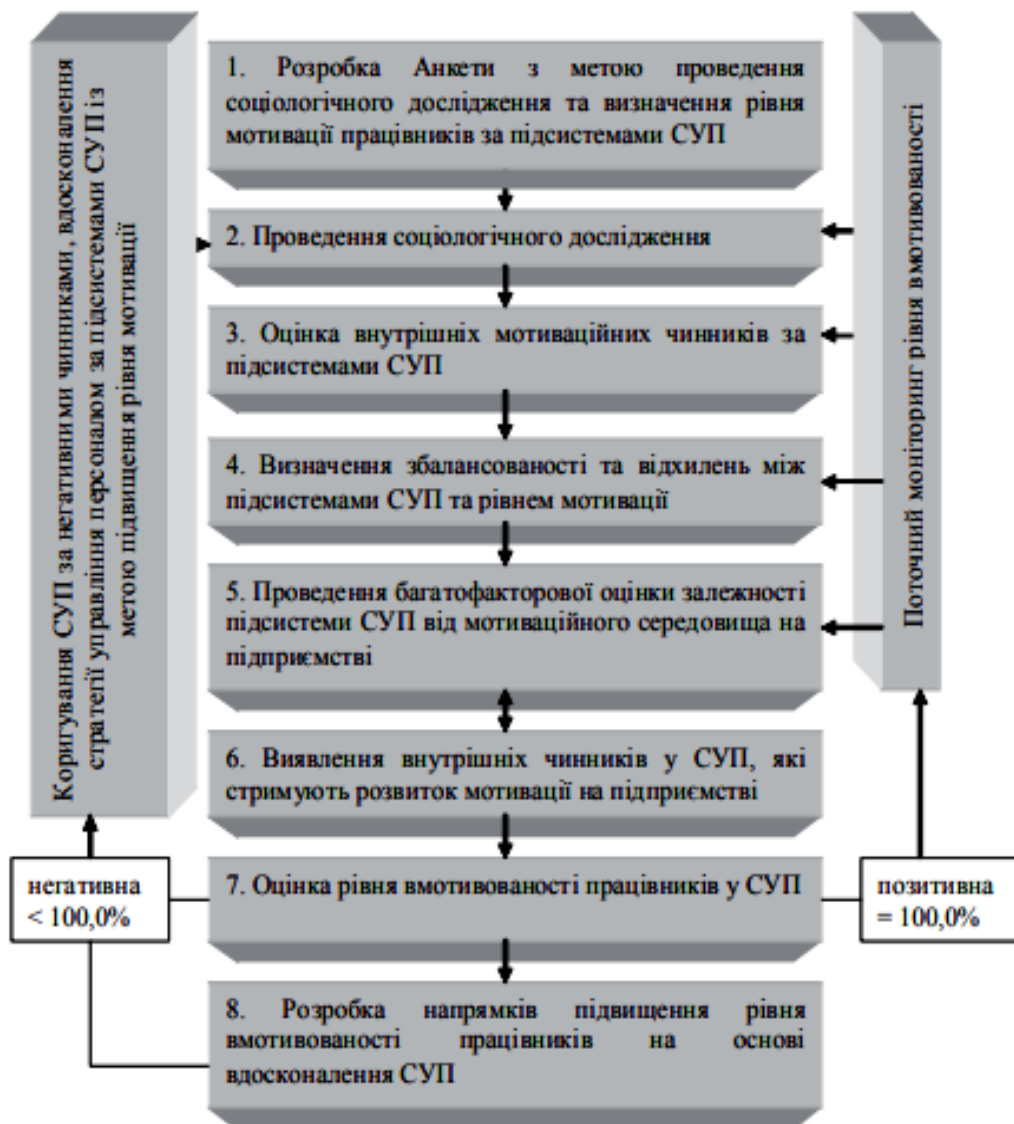 Коригування СУП за негативними чинниками, вдосконалення
стратегії управління персоналом за підсистемами СУП із
метою підвищення рівня мотивації
1. Розробка Анкети з метою проведення
соціологічного дослідження та визначення рівня
мотивації працівників за підсистемами СУП
2. Проведення соціологічного дослідження
3. Оцінка внутрішніх мотиваційних чинників за
підсистемами СУП
4. Визначення збалансованості та відхилень між
підсистемами СУП та рівнем мотивації
5. Проведення багатофакторової оцінки залежності
підсистеми СУП від мотиваційного середовища на
підприємстві
6. Виявлення внутрішніх чинників у СУП, які
стримують розвиток мотивації на підприємстві
7. Оцінка рівня вмотивованості працівників у СУП
8. Розробка напрямків підвищення рівня
вмотивованості працівників на основі
вдосконалення СУП
Поточний моніторинг рівня вмотивованості
негативна
< 100,0%
позитивна
= 100,0%